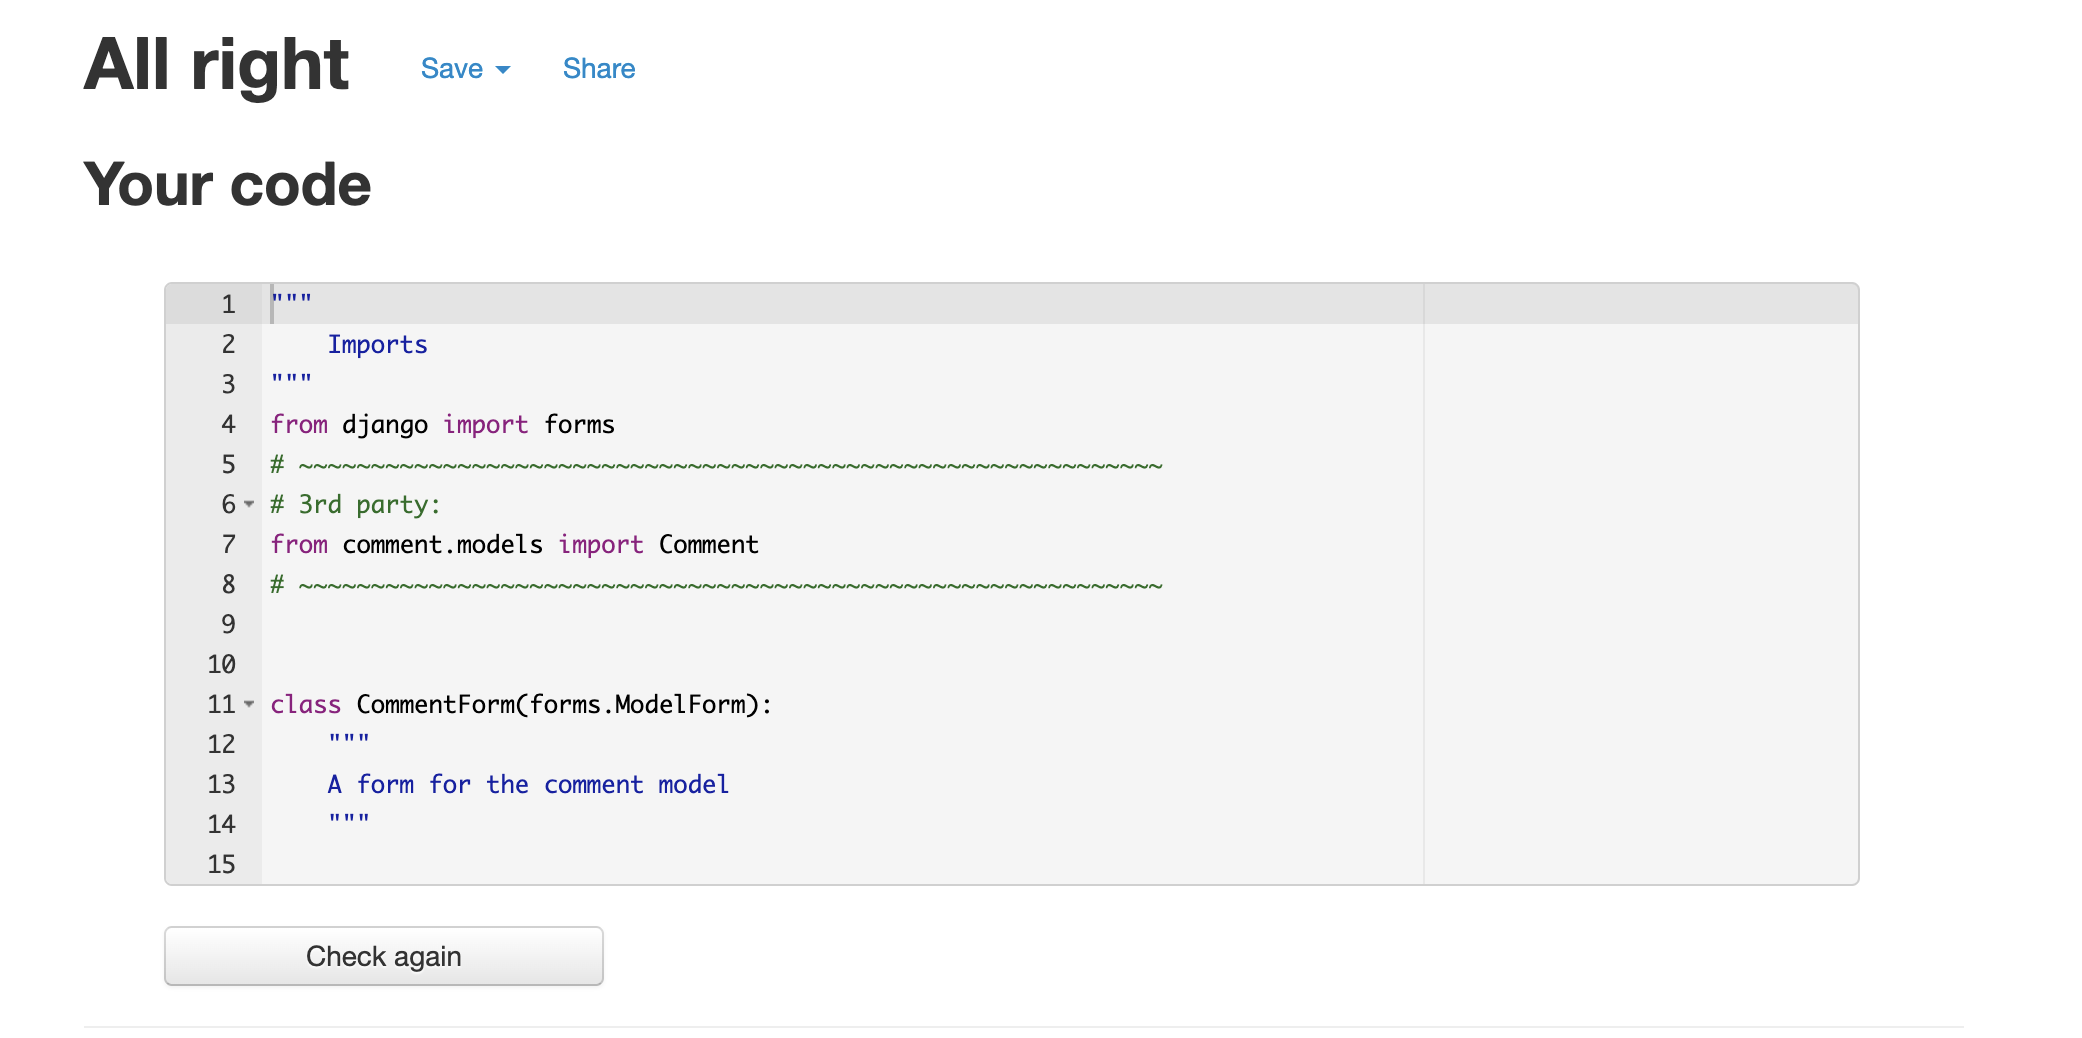 All right Save Share
Your code
1 """
2     Imports
3 """
4 from django import forms
5 # ~~~~~~~~~~~~~~~~~~~~~~~~~~~~~~~~~~~~~~~~~~~~~~~~~~~~~~~~~~~~
6 # 3rd party:
7 from comment.models import Comment
8 # ~~~~~~~~~~~~~~~~~~~~~~~~~~~~~~~~~~~~~~~~~~~~~~~~~~~~~~~~~~~~
9
10
11 class CommentForm(forms.ModelForm):
12     """
13     A form for the comment model
14     """
15
Check again